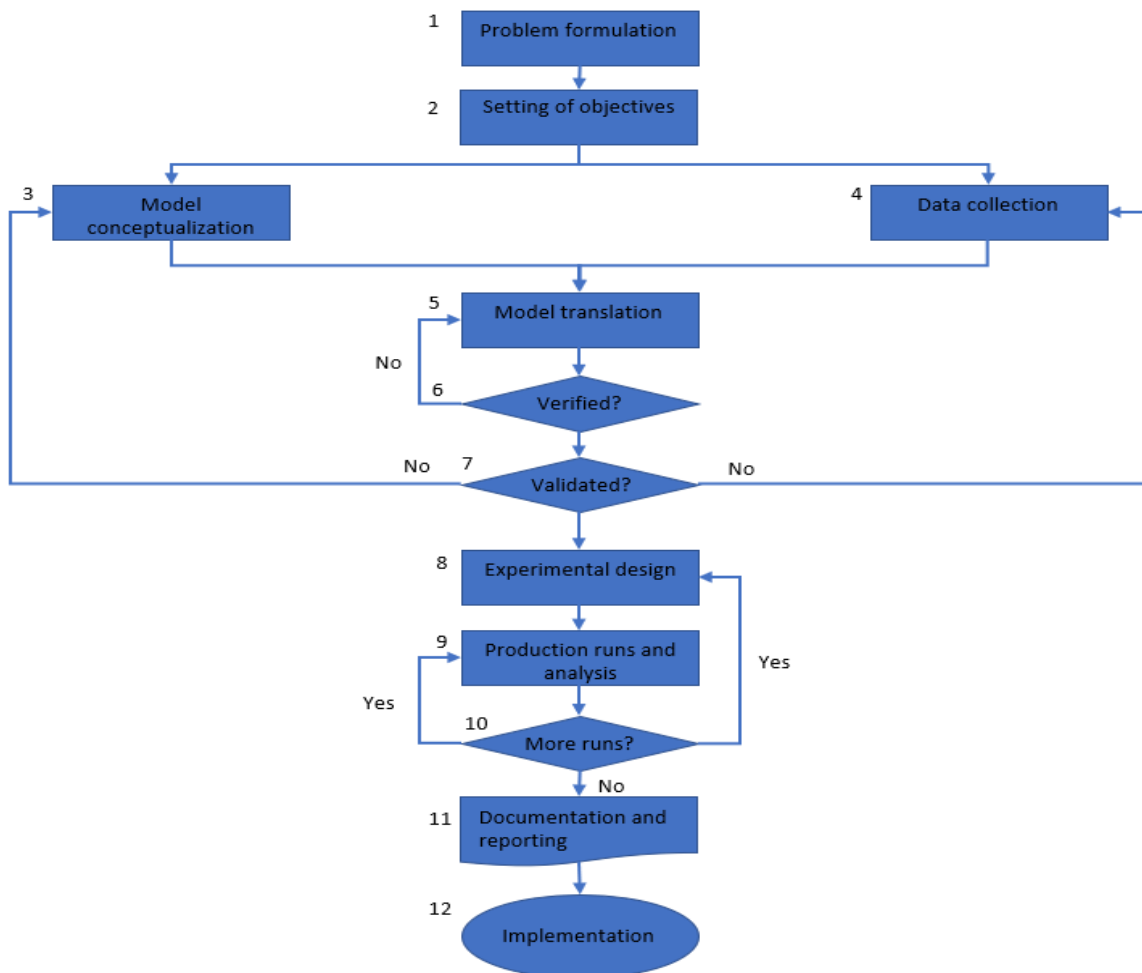 1
Problem formulation
2
Setting of objectives
3
Model
conceptualization
4
Data collection
5
Model translation
No
6
Verified?
No
7
Validated?
No
8
Experimental design
9
Production runs and
analysis
Yes
Yes
10
More runs?
No
11
Documentation and
reporting
12
Implementation